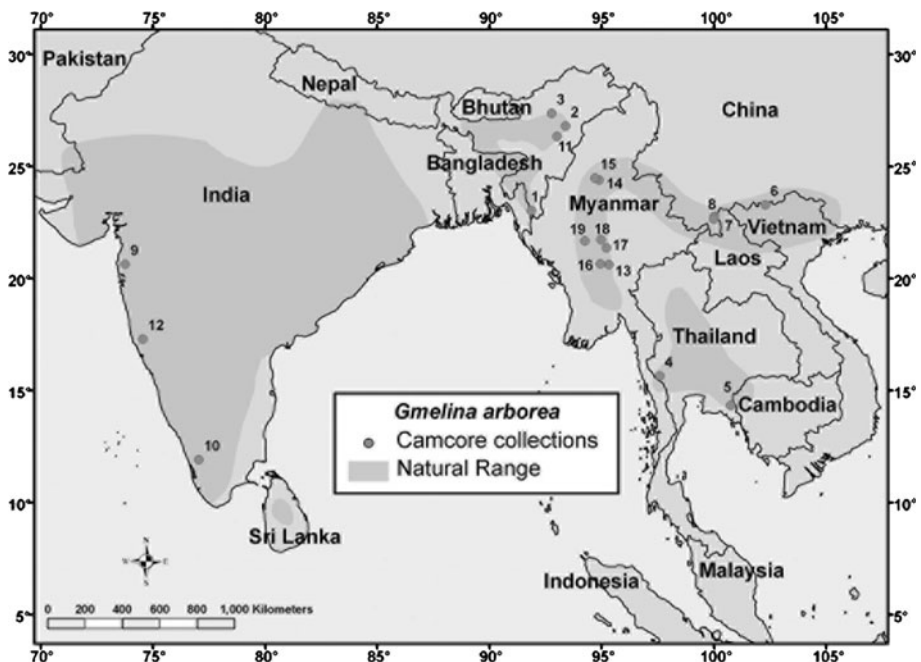 70° 75° 80° 85° 90° 95° 100° 105°
30°
25°
20°
15°
10°
5°
Pakistan
Nepal
Bhutan
China
3
2
11
Bangladesh
India
1
15
14
Myanmar
8
7
6
Vietnam
19
18
17
16
13
Laos
9
12
10
Thailand
4
5
Cambodia
Gmelina arborea
Camcore collections
Natural Range
Sri Lanka
Indonesia
Malaysia
N
W E
S
0 200 400 600 800 1,000 Kilometers
30°
25°
20°
15°
10°
5°
70° 75° 80° 85° 90° 95° 100° 105°